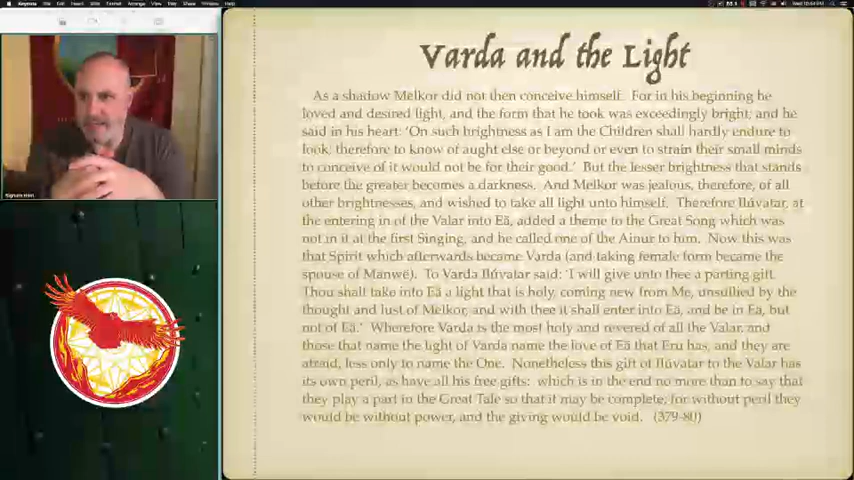 Keynote File Edit Insert Slide Format Arrange View Play Share Window Help
Varda and the Light
As a shadow Melkor did not then conceive himself. For in his beginning he
loved and desired light, and the form that he took was exceedingly bright; and he
said in his heart: 'On such brightness as I am the Children shall hardly endure to
look; therefore to know of aught else or beyond or even to strain their small minds
to conceive of it would not be for their good.' But the lesser brightness that stands
before the greater becomes a darkness. And Melkor was jealous, therefore, of all
other brightnesses, and wished to take all light unto himself. Therefore Ilúvatar, at
the entering in of the Valar into Eä, added a theme to the Great Song which was
not in it at the first Singing, and he called one of the Ainur to him. Now this was
that Spirit which afterwards became Varda (and taking female form became the
spouse of Manwë). To Varda Ilúvatar said: 'I will give unto thee a parting gift.
Thou shall take into Eä a light that is holy, coming new from Me, unsullied by the
thought and lust of Melkor, and with thee it shall enter into Eä, and be in Eä, but
not of Eä.' Wherefore Varda is the most holy and revered of all the Valar, and
those that name the light of Varda name the love of Eä that Eru has, and they are
afraid, less only to name the One. Nonetheless this gift of Ilúvatar to the Valar has
its own peril, as have all his free gifts: which is in the end no more than to say that
they play a part in the Great Tale so that it may be complete; for without peril they
would be without power, and the giving would be void. (379-80)